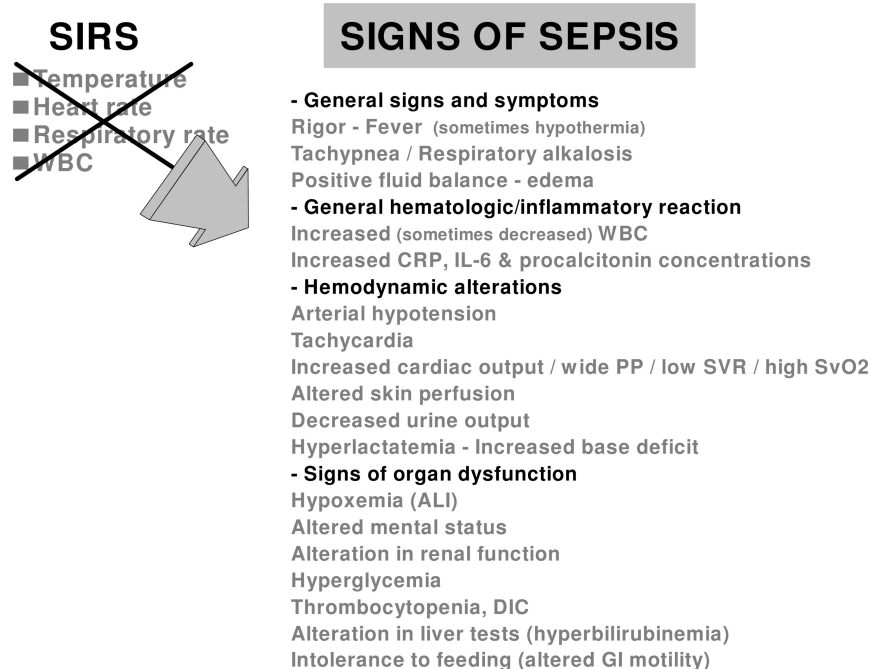 SIRS
Temperature
Heart rate
Respiratory rate
WBC
SIGNS OF SEPSIS
- General signs and symptoms
Rigor - Fever (sometimes hypothermia)
Tachypnea / Respiratory alkalosis
Positive fluid balance - edema
- General hematologic/inflammatory reaction
Increased (sometimes decreased) WBC
Increased CRP, IL-6 & procalcitonin concentrations
- Hemodynamic alterations
Arterial hypotension
Tachycardia
Increased cardiac output / wide PP / low SVR / high SvO2
Altered skin perfusion
Decreased urine output
Hyperlactatemia - Increased base deficit
- Signs of organ dysfunction
Hypoxemia (ALI)
Altered mental status
Alteration in renal function
Hyperglycemia
Thrombocytopenia, DIC
Alteration in liver tests (hyperbilirubinemia)
Intolerance to feeding (altered GI motility)